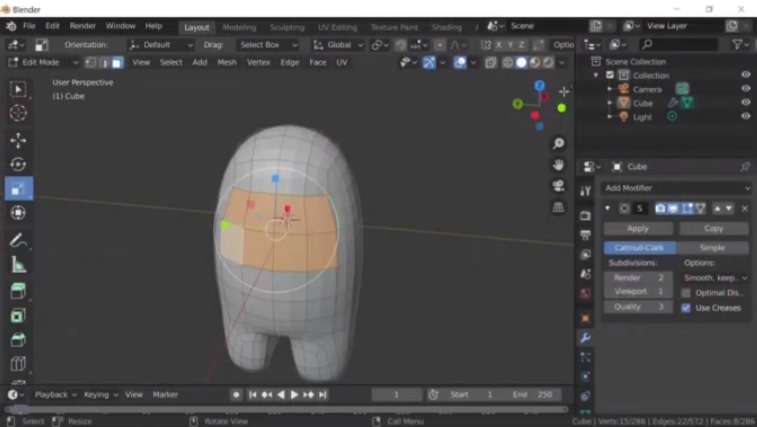 Blender
File Edit Render Window Help Layout Modeling Sculpting UV Editing Texture Paint Shading Scene View Layer
Orientation: Default Drag: Select Box Global X Y Z Optio
Edit Mode View Select Add Mesh Vertex Edge Face UV
User Perspective
(1) Cube
Z
Y
Scene Collection
Collection
Camera
Cube
Light
Cube
Add Modifier
S
Apply Copy
Catmull-Clark Simple
Subdivisions: Options:
Render 2 Smooth, keep..
Viewport 1 Optimal Dis..
Quality 3 Use Creases
Playback Keying View Marker 1 Start 1 End 250
Select Resize Rotate View Call Menu Cube | Verts:15/288 | Edges:22/572 | Faces:8/286